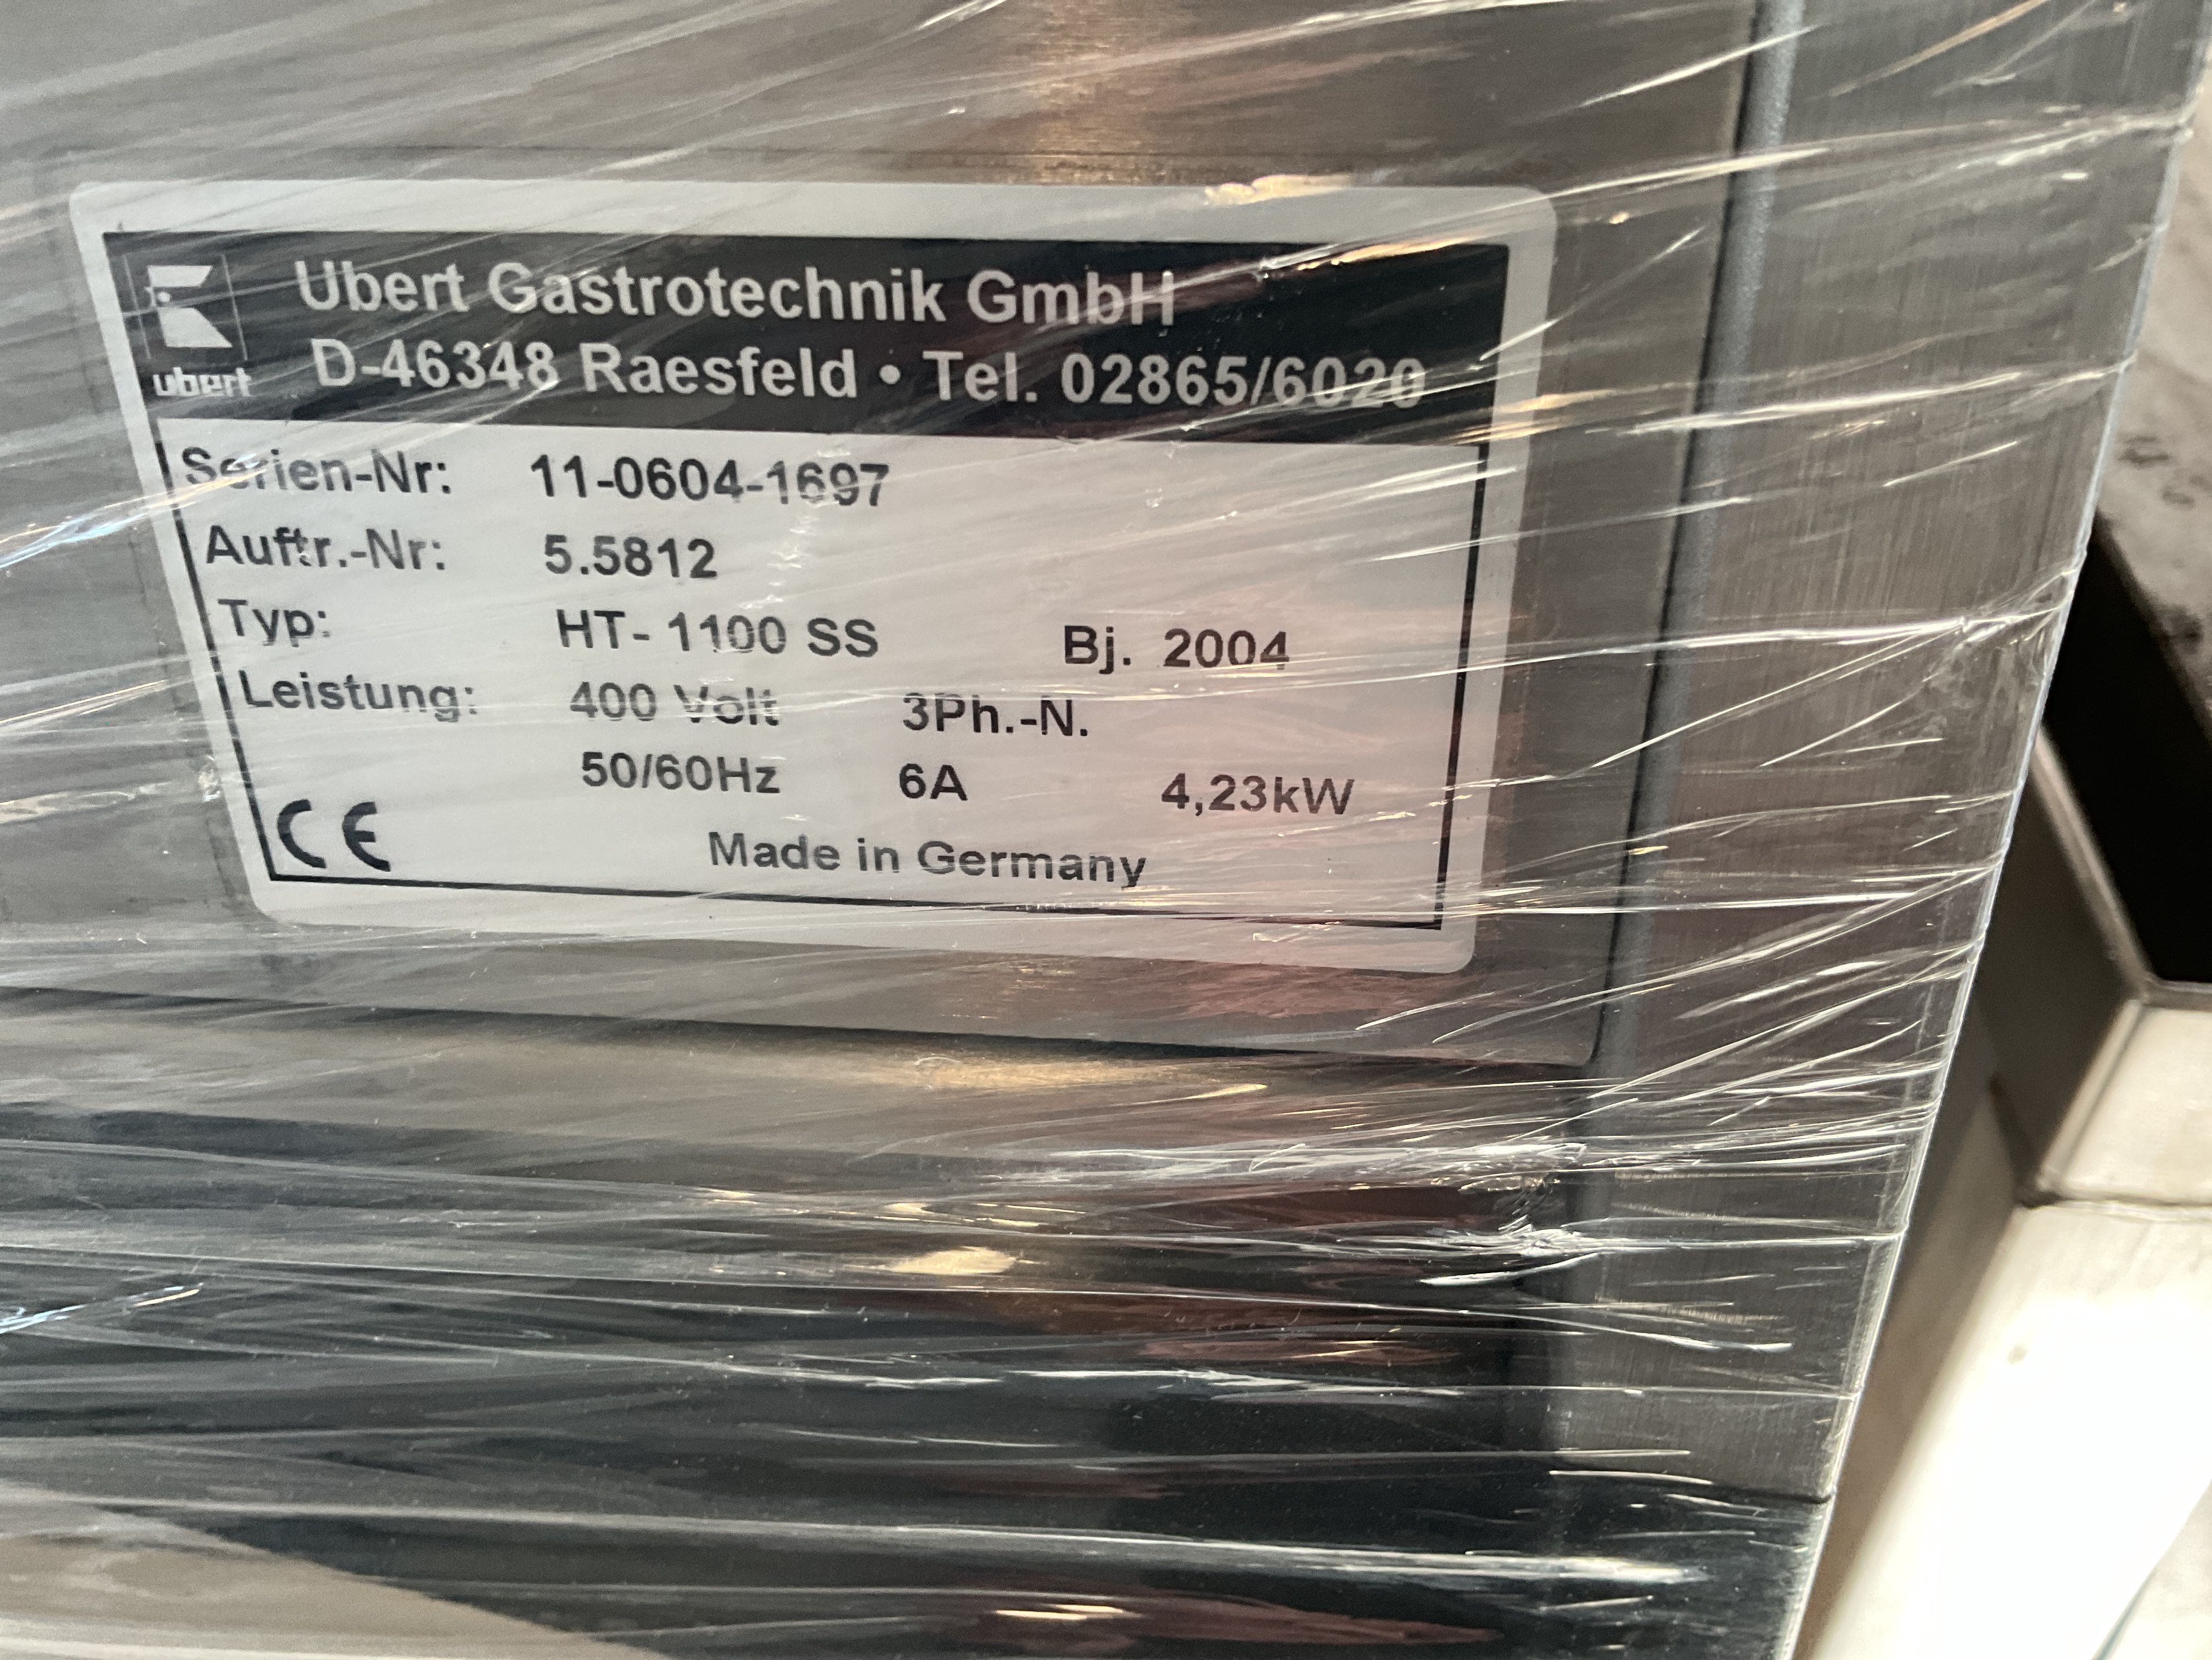 Ubert Gastrotechnik GmbH
D-46348 Raesfeld • Tel. 02865/6020
ubert
Serien-Nr: 11-0604-1697
Auftr.-Nr: 5.5812
Typ: HT- 1100 SS Bj. 2004
Leistung: 400 Volt 3Ph.-N.
50/60Hz 6A 4,23kW
CE
Made in Germany